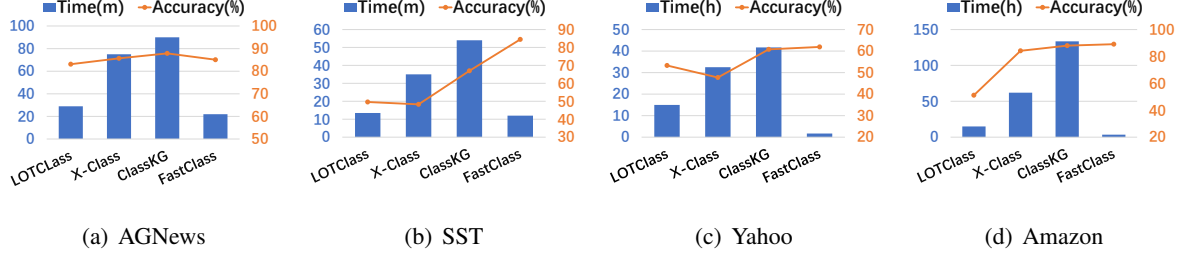 Time(m) Accuracy(%)
100
80
60
40
20
0
100
90
80
70
60
50
LOTClass
X-Class
ClassKG
FastClass
(a) AGNews
Time(m) Accuracy(%)
60
50
40
30
20
10
0
90
80
70
60
50
40
30
LOTClass
X-Class
ClassKG
FastClass
(b) SST
Time(h) Accuracy(%)
50
40
30
20
10
0
70
60
50
40
30
20
LOTClass
X-Class
ClassKG
FastClass
(c) Yahoo
Time(h) Accuracy(%)
150
100
50
0
100
80
60
40
20
LOTClass
X-Class
ClassKG
FastClass
(d) Amazon